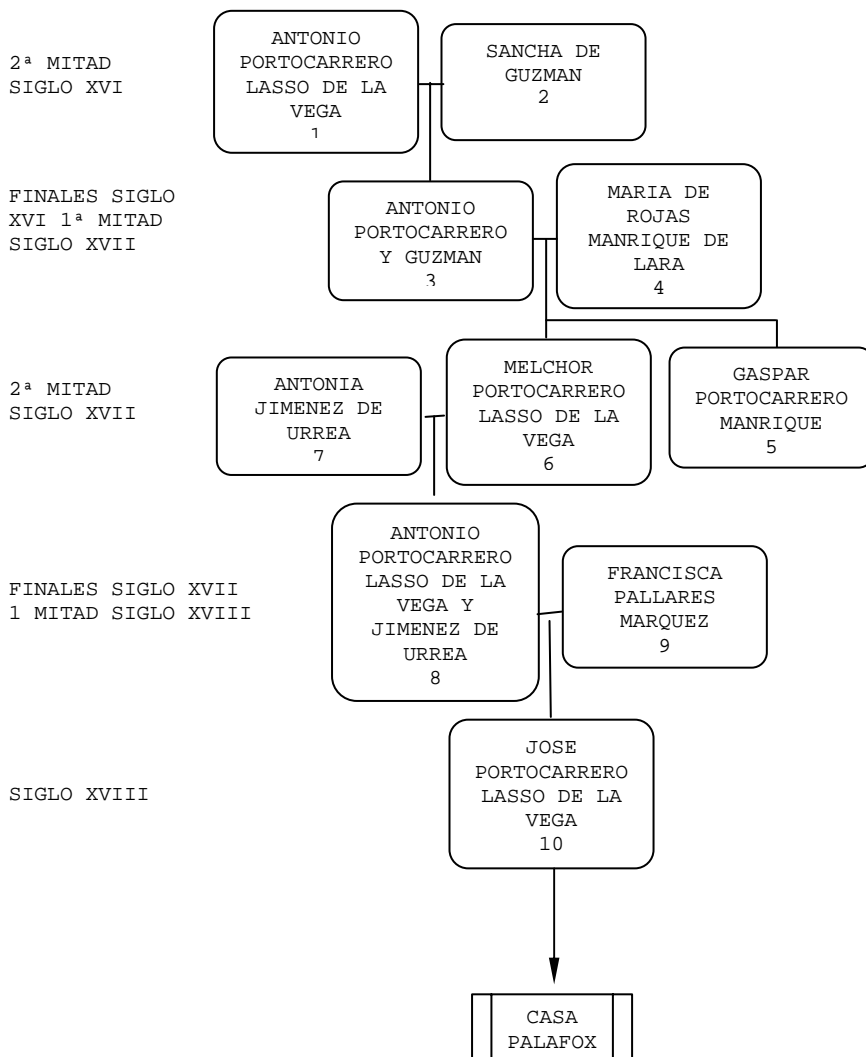 2ª MITAD
SIGLO XVI
ANTONIO
PORTOCARRERO
LASSO DE LA
VEGA
1
SANCHA DE
GUZMAN
2
FINALES SIGLO
XVI 1ª MITAD
SIGLO XVII
ANTONIO
PORTOCARRERO
Y GUZMAN
3
MARIA DE
ROJAS
MANRIQUE DE
LARA
4
2ª MITAD
SIGLO XVII
ANTONIA
JIMENEZ DE
URREA
7
MELCHOR
PORTOCARRERO
LASSO DE LA
VEGA
6
GASPAR
PORTOCARRERO
MANRIQUE
5
FINALES SIGLO XVII
1 MITAD SIGLO XVIII
ANTONIO
PORTOCARRERO
LASSO DE LA
VEGA Y
JIMENEZ DE
URREA
8
FRANCISCA
PALLARES
MARQUEZ
9
SIGLO XVIII
JOSE
PORTOCARRERO
LASSO DE LA
VEGA
10
CASA
PALAFOX